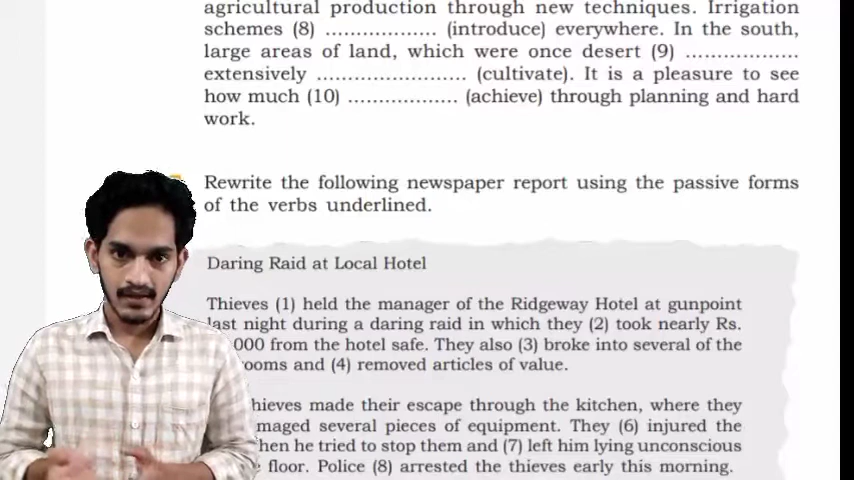 agricultural production through new techniques. Irrigation
schemes (8) .................. (introduce) everywhere. In the south,
large areas of land, which were once desert (9) ..................
extensively ........................ (cultivate). It is a pleasure to see
how much (10) .................. (achieve) through planning and hard
work.
Rewrite the following newspaper report using the passive forms
of the verbs underlined.
Daring Raid at Local Hotel
Thieves (1) held the manager of the Ridgeway Hotel at gunpoint
last night during a daring raid in which they (2) took nearly Rs.
000 from the hotel safe. They also (3) broke into several of the
rooms and (4) removed articles of value.
thieves made their escape through the kitchen, where they
maged several pieces of equipment. They (6) injured the
hen he tried to stop them and (7) left him lying unconscious
floor. Police (8) arrested the thieves early this morning.